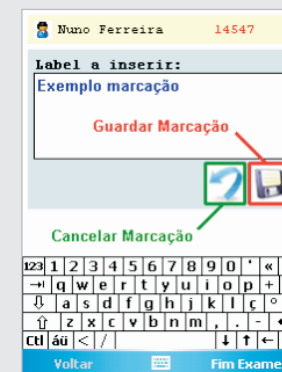 Nuno Ferreira 14547
Label a inserir:
Exemplo marcação
Guardar Marcação
Cancelar Marcação
123 1 2 3 4 5 6 7 8 9 0 ' «
q w e r t y u i o p +
a s d f g h j k l ç º
z x c v b n m , . -
Ctl áü < /
Voltar Fim Exame